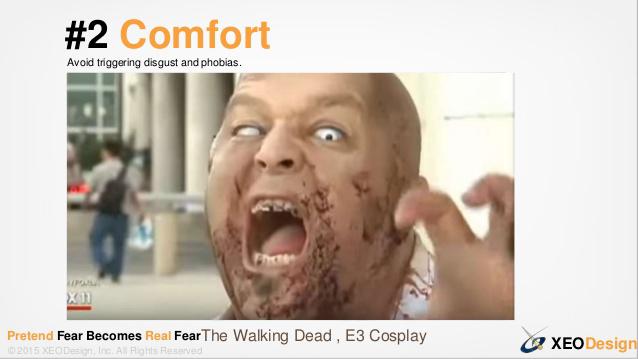 #2 Comfort
Avoid triggering disgust and phobias.
X 11
Pretend Fear Becomes Real Fear The Walking Dead , E3 Cosplay
© 2015 XEODesign, Inc. All Rights Reserved
XEODesign